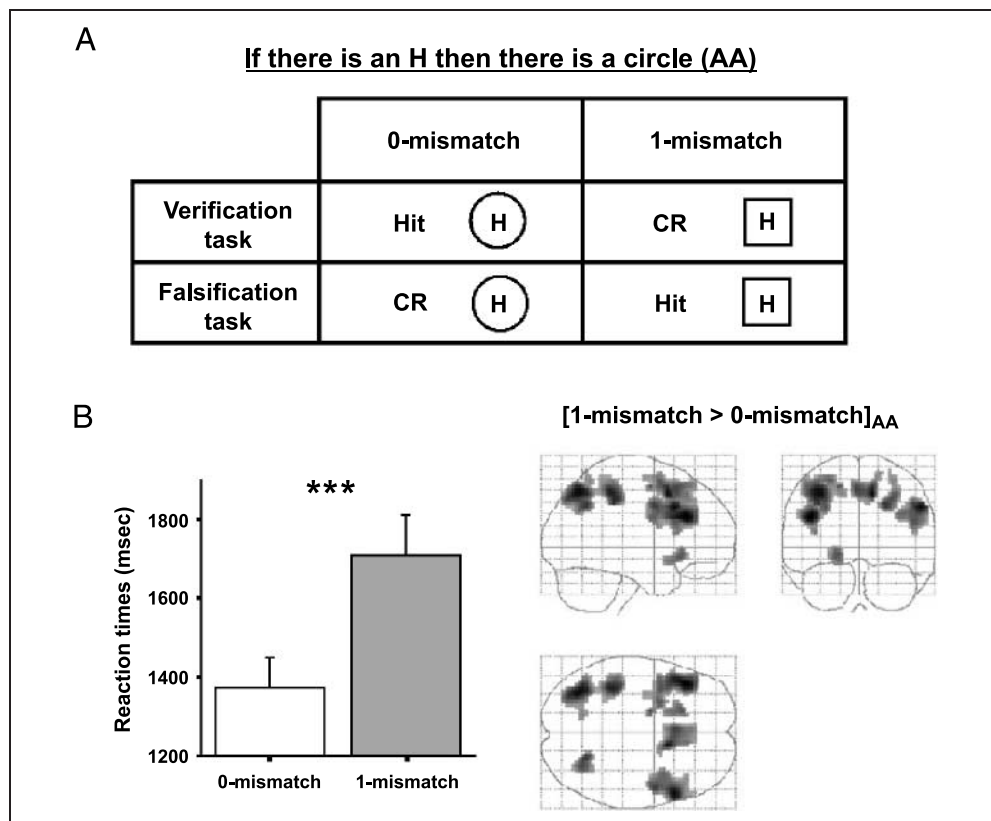 A
If there is an H then there is a circle (AA)
0-mismatch 1-mismatch
Verification task Hit H CR H
Falsification task CR H Hit H
B
[1-mismatch > 0-mismatch]AA
***
Reaction times (msec)
1800
1600
1400
1200
0-mismatch 1-mismatch